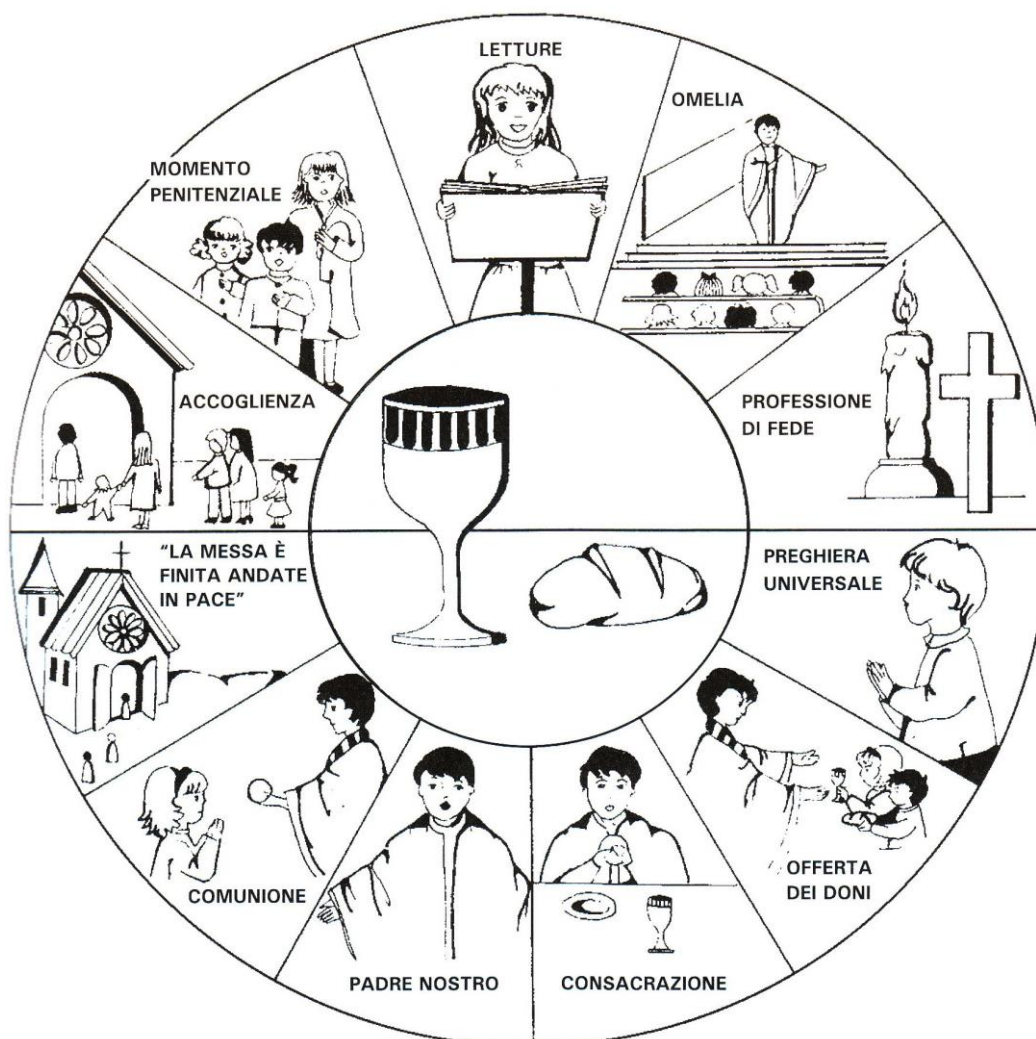 LETTURE
OMELIA
MOMENTO
PENITENZIALE
ACCOGLIENZA
PROFESSIONE
DI FEDE
"LA MESSA È
FINITA ANDATE
IN PACE"
PREGHIERA
UNIVERSALE
OFFERTA
DEI DONI
COMUNIONE
PADRE NOSTRO
CONSACRAZIONE